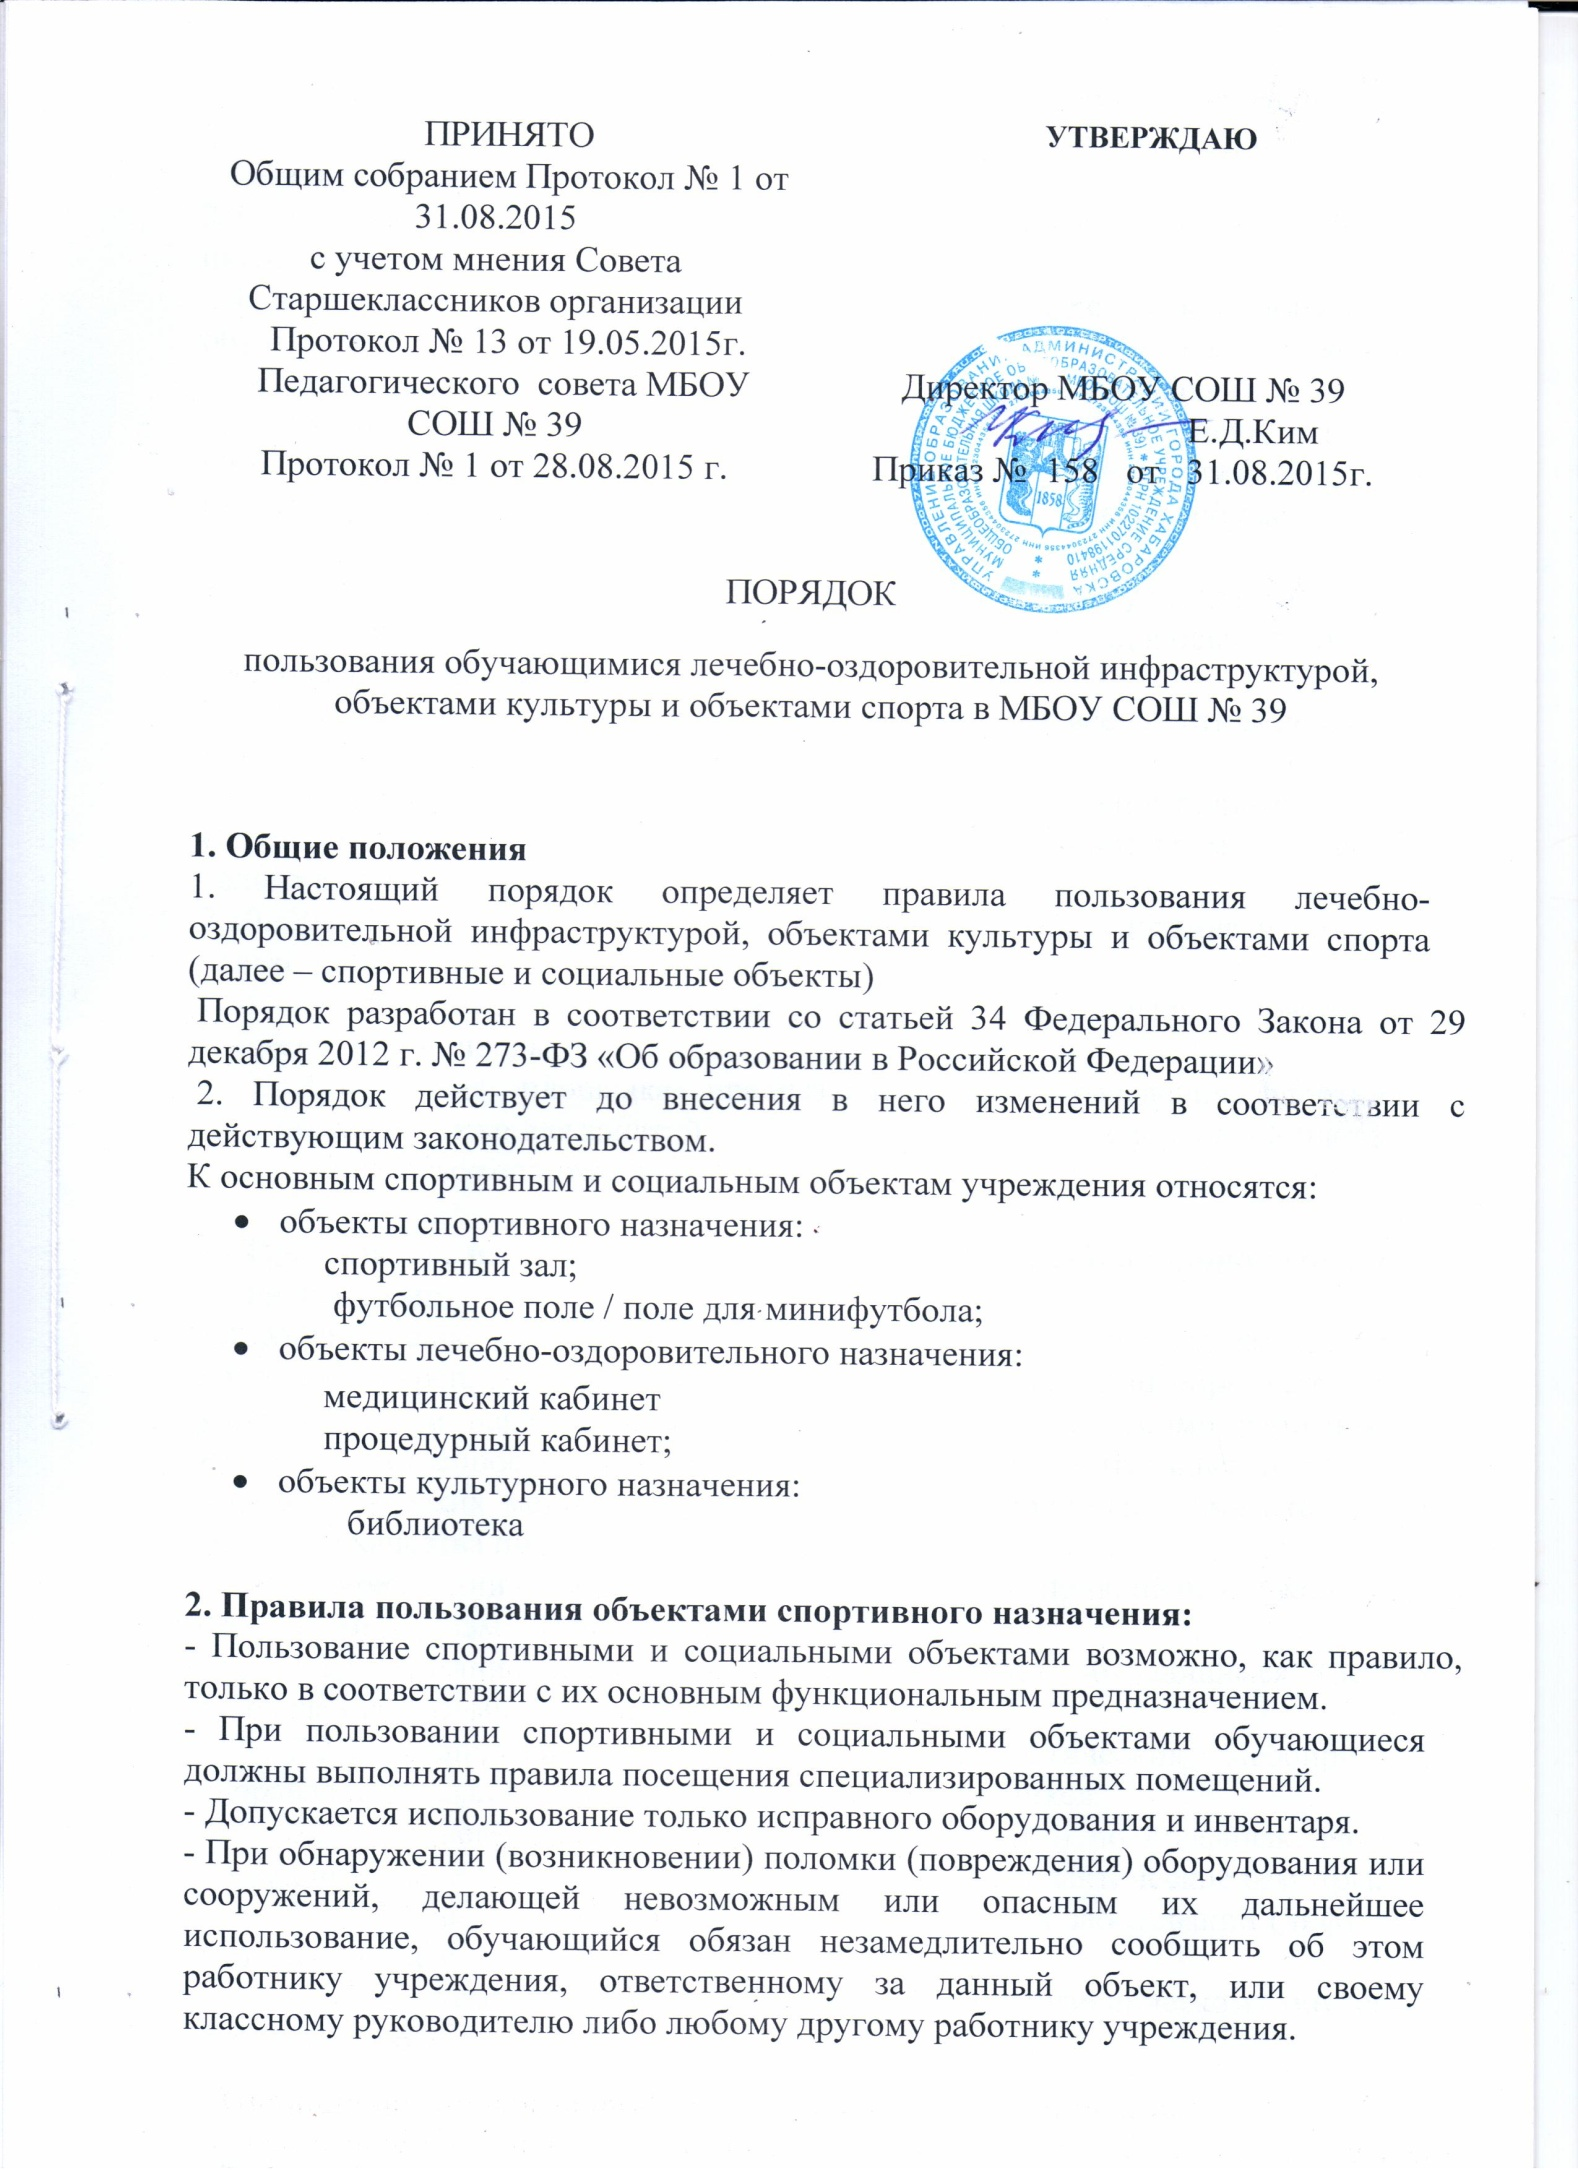 ПРИНЯТО
Общим собранием Протокол № 1 от
31.08.2015
с учетом мнения Совета
Старшеклассников организации
Протокол № 13 от 19.05.2015г.
Педагогического совета МБОУ
СОШ № 39
Протокол № 1 от 28.08.2015 г.
УТВЕРЖДАЮ
Директор МБОУ СОШ № 39
Е.Д.Ким
Приказ № 158 от 31.08.2015г.
1858
ПОРЯДОК
пользования обучающимися лечебно-оздоровительной инфраструктурой,
объектами культуры и объектами спорта в МБОУ СОШ № 39
1. Общие положения
1. Настоящий порядок определяет правила пользования лечебно-
оздоровительной инфраструктурой, объектами культуры и объектами спорта
(далее – спортивные и социальные объекты)
Порядок разработан в соответствии со статьей 34 Федерального Закона от 29
декабря 2012 г. № 273-ФЗ «Об образовании в Российской Федерации»
2. Порядок действует до внесения в него изменений в соответствии с
действующим законодательством.
К основным спортивным и социальным объектам учреждения относятся:
• объекты спортивного назначения:
спортивный зал;
футбольное поле / поле для минифутбола;
• объекты лечебно-оздоровительного назначения:
медицинский кабинет
процедурный кабинет;
• объекты культурного назначения:
библиотека
2. Правила пользования объектами спортивного назначения:
- Пользование спортивными и социальными объектами возможно, как правило,
только в соответствии с их основным функциональным предназначением.
- При пользовании спортивными и социальными объектами обучающиеся
должны выполнять правила посещения специализированных помещений.
- Допускается использование только исправного оборудования и инвентаря.
- При обнаружении (возникновении) поломки (повреждения) оборудования или
сооружений, делающей невозможным или опасным их дальнейшее
использование, обучающийся обязан незамедлительно сообщить об этом
работнику учреждения, ответственному за данный объект, или своему
классному руководителю либо любому другому работнику учреждения.